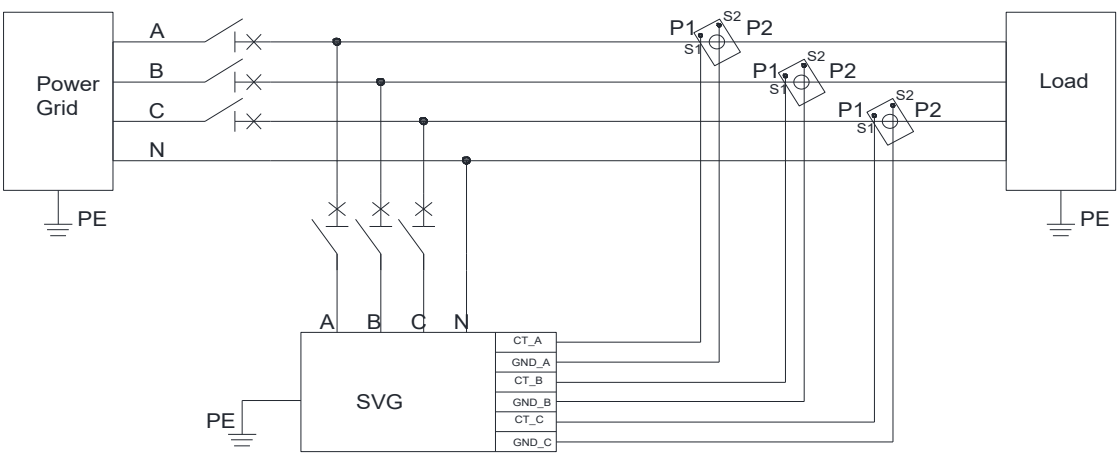 A
P1
S2
P2
S1
Power
Grid
B
P1
S2
P2
S1
Load
C
P1
S2
P2
S1
N
PE
PE
A
B
C
N
CT_A
GND_A
CT_B
GND_B
CT_C
GND_C
SVG
PE